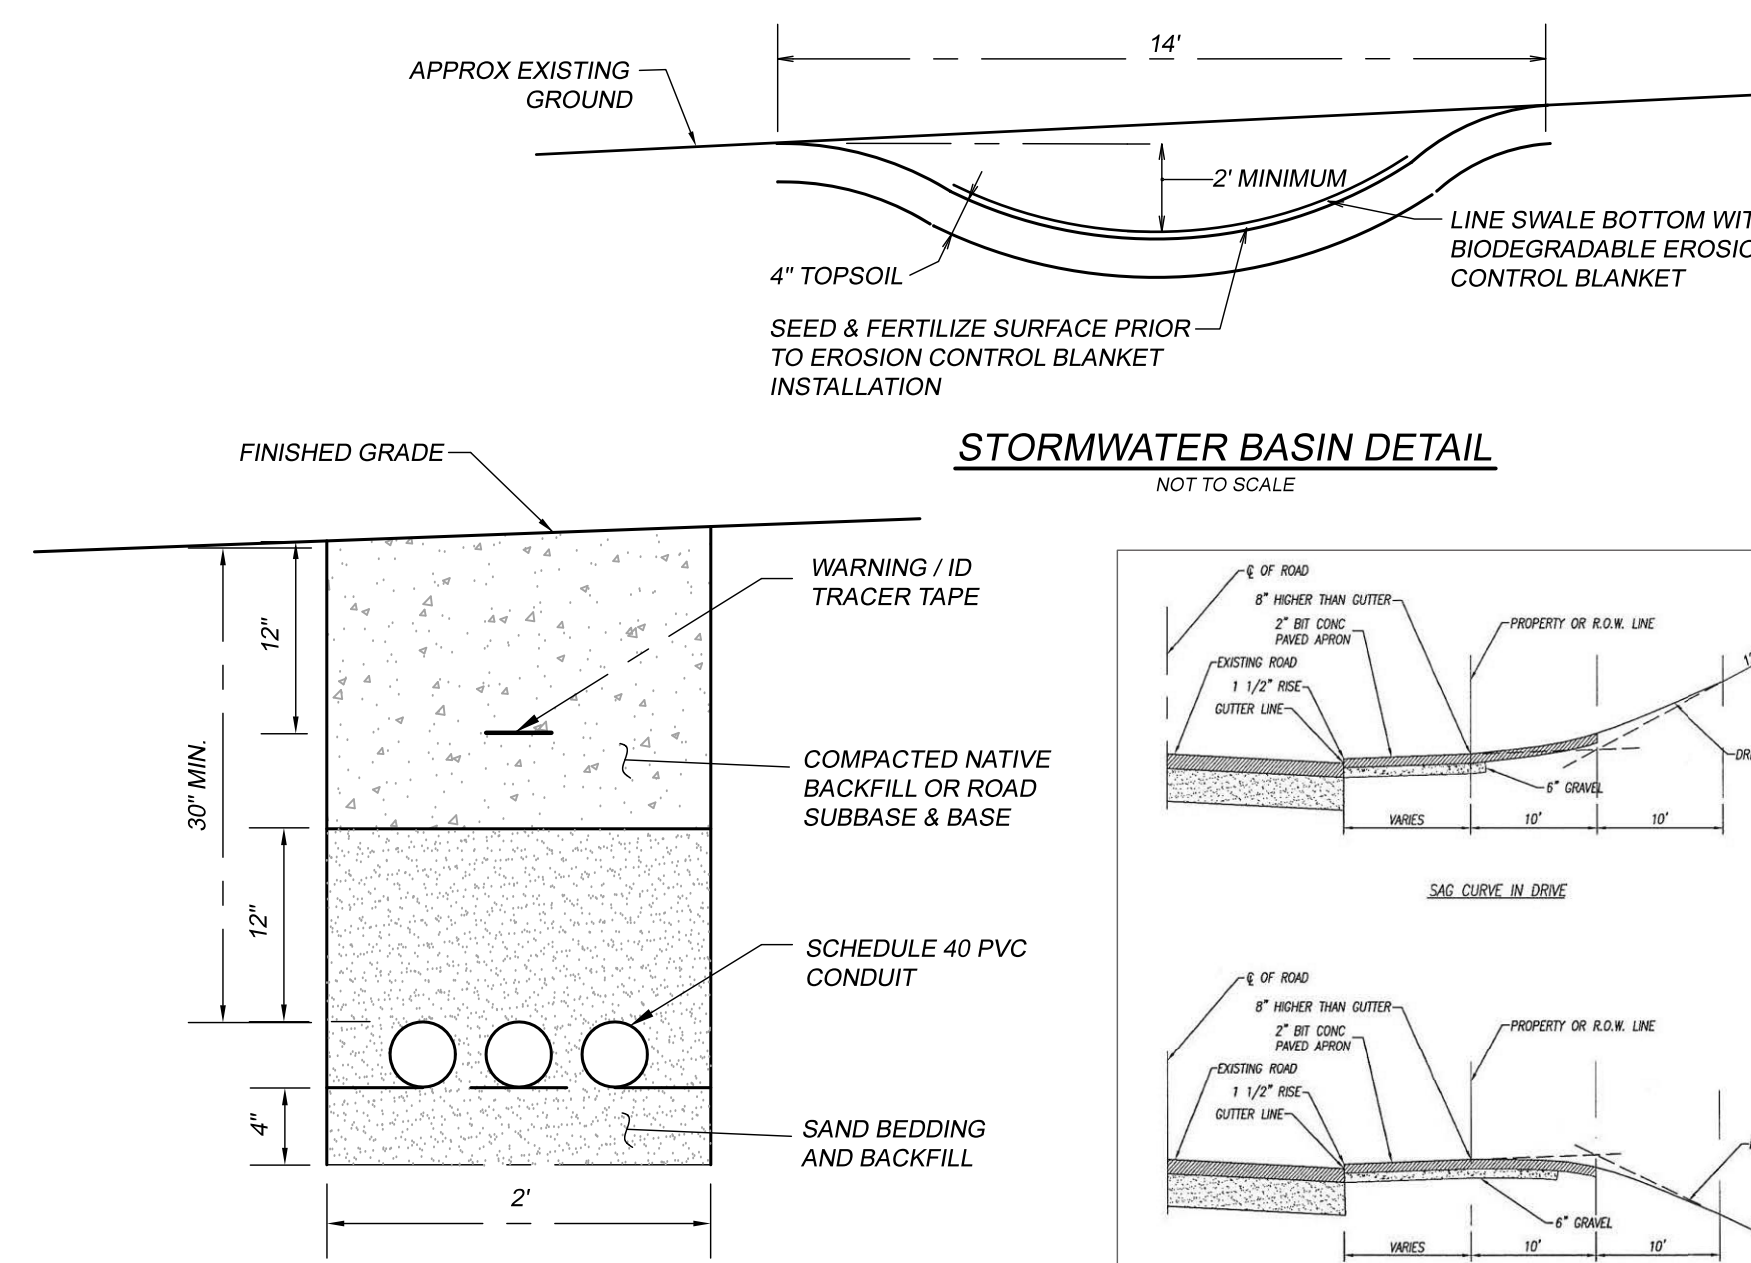 14'
APPROX EXISTING
GROUND
2' MINIMUM
LINE SWALE BOTTOM
BIODEGRADABLE
CONTROL BLANKET
4" TOPSOIL
SEED & FERTILIZE SURFACE PRIOR
TO EROSION CONTROL BLANKET
INSTALLATION
STORMWATER BASIN DETAIL
NOT TO SCALE
FINISHED GRADE
WARNING / ID
TRACER TAPE
12"
30" MIN.
COMPACTED NATIVE
BACKFILL OR ROAD
SUBBASE & BASE
12"
SCHEDULE 40 PVC
CONDUIT
4"
SAND BEDDING
AND BACKFILL
2'
℄ OF ROAD
8" HIGHER THAN GUTTER
2" BIT CONC
PAVED APRON
PROPERTY OR R.O.W. LINE
EXISTING ROAD
1 1/2" RISE
GUTTER LINE
6" GRAVEL
VARIES
10'
10'
SAG CURVE IN DRIVE
℄ OF ROAD
8" HIGHER THAN GUTTER
2" BIT CONC
PAVED APRON
PROPERTY OR R.O.W. LINE
EXISTING ROAD
1 1/2" RISE
GUTTER LINE
6" GRAVEL
VARIES
10'
10'